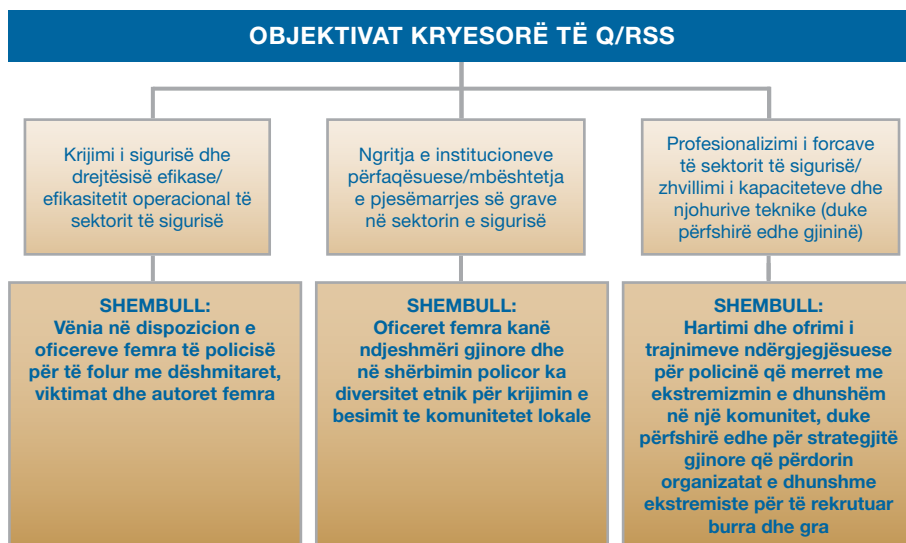 OBJEKTIVAT KRYESORË TË Q/RSS
Krijimi i sigurisë dhe
drejtësisë efikase/
efikasitetit operacional të
sektorit të sigurisë
Ngritja e institucioneve
përfaqësuese/mbështetja
e pjesëmarrjes së grave
në sektorin e sigurisë
Profesionalizimi i forcave
të sektorit të sigurisë/
zhvillimi i kapaciteteve dhe
njohurive teknike (duke
përfshirë edhe gjininë)
SHEMBULL:
Vënia në dispozicion e
oficereve femra të policisë
për të folur me dëshmitaret,
viktimat dhe autoret femra
SHEMBULL:
Oficeret femra kanë
ndjeshmëri gjinore dhe
në shërbimin policor ka
diversitet etnik për krijimin e
besimit te komunitetet lokale
SHEMBULL:
Hartimi dhe ofrimi i
trajnimeve ndërgjegjësuese
për policinë që merret me
ekstremizmin e dhunshëm
në një komunitet, duke
përfshirë edhe për strategjitë
gjinore që përdorin
organizatat e dhunshme
ekstremiste për të rekrutuar
burra dhe gra